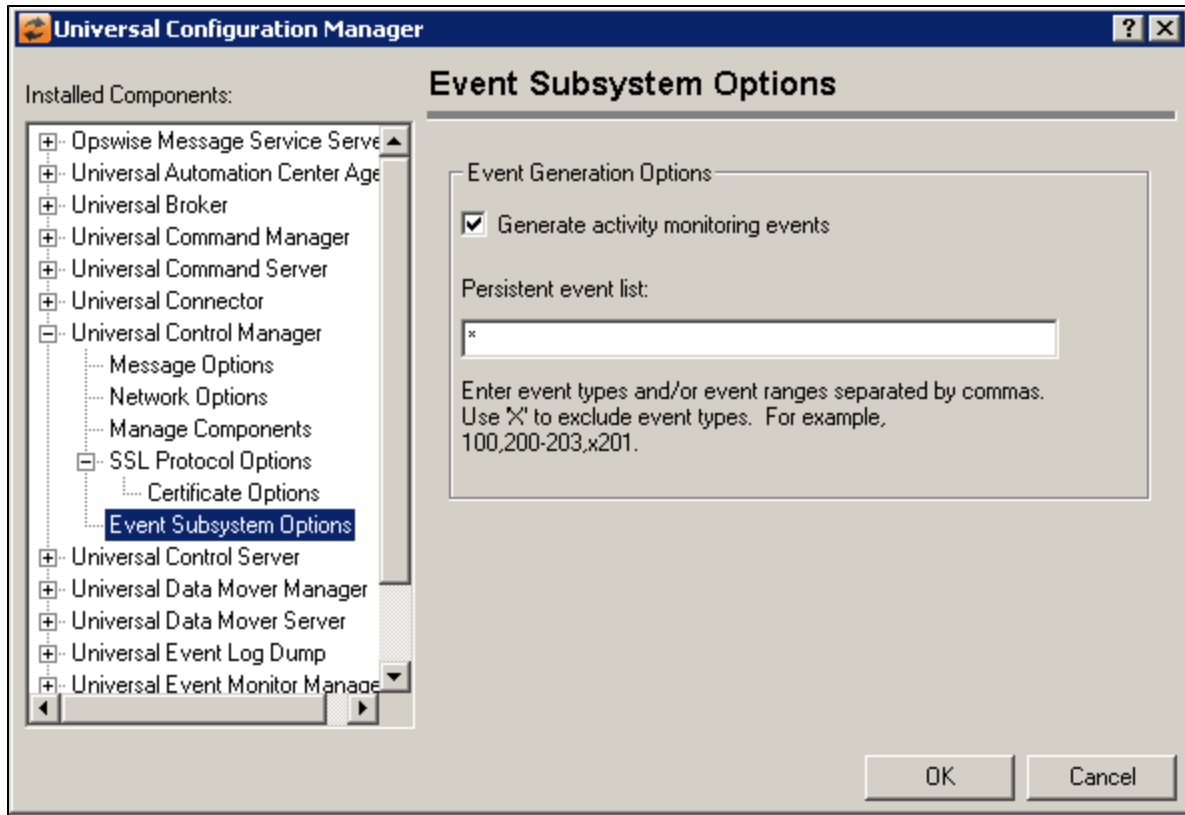 Universal Configuration Manager
Installed Components:
Opswise Message Service Serve
Universal Automation Center Age
Universal Broker
Universal Command Manager
Universal Command Server
Universal Connector
Universal Control Manager
Message Options
Network Options
Manage Components
SSL Protocol Options
Certificate Options
Event Subsystem Options
Universal Control Server
Universal Data Mover Manager
Universal Data Mover Server
Universal Event Log Dump
Universal Event Monitor Manage
Event Subsystem Options
Event Generation Options
Generate activity monitoring events
Persistent event list:
*
Enter event types and/or event ranges separated by commas.
Use 'X' to exclude event types. For example,
100,200-203,x201.
OK
Cancel